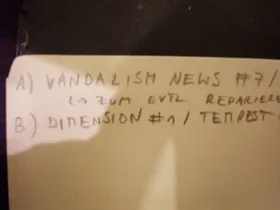 A) VANDALISM NEWS #7 /
↳ ZUM EVTL. REPARIERE
B) DIMENSION #1 / TEMPEST